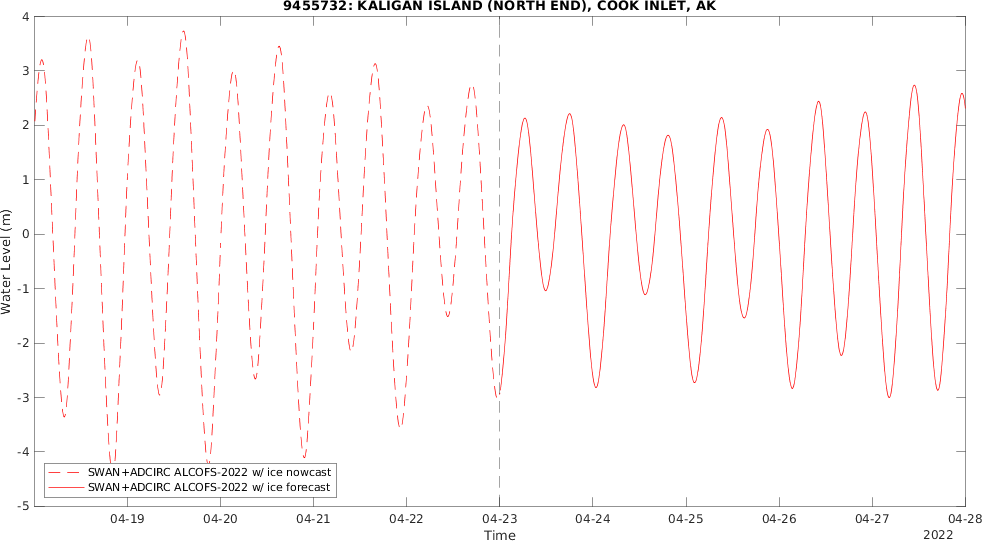 9455732: KALIGAN ISLAND (NORTH END), COOK INLET, AK
Water Level (m)
4
3
2
1
0
-1
-2
-3
-4
-5
SWAN+ADCIRC ALCOFS-2022 w/ ice nowcast
SWAN+ADCIRC ALCOFS-2022 w/ ice forecast
04-19 04-20 04-21 04-22 04-23 04-24 04-25 04-26 04-27 04-28
Time
2022